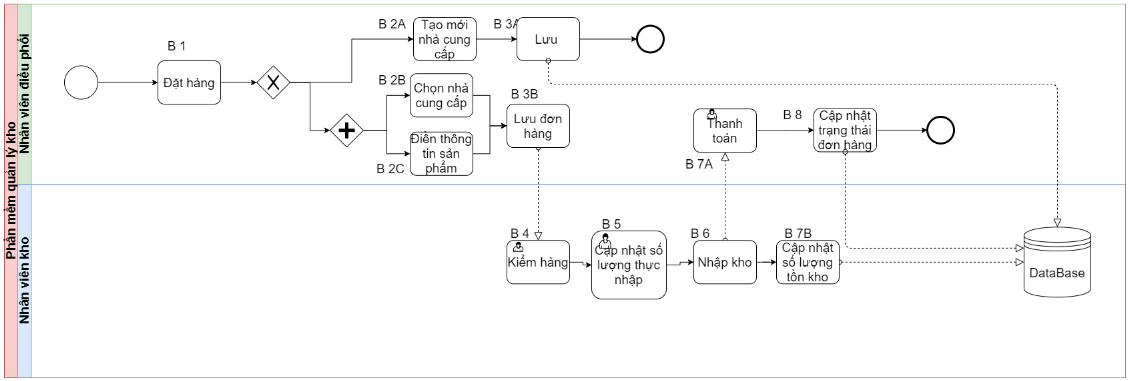 Phần mềm quản lý kho
Nhân viên điều phối
Nhân viên kho
B 1
Đặt hàng
B 2A
Tạo mới
nhà cung
cấp
B 3A
Lưu
B 2B
Chọn nhà
cung cấp
B 2C
Điền thông
tin sản
phẩm
B 3B
Lưu đơn
hàng
B 7A
Thanh
toán
B 8
Cập nhật
trạng thái
đơn hàng
B 4
Kiểm hàng
B 5
Cập nhật số
lượng thực
nhập
B 6
Nhập kho
B 7B
Cập nhật
số lượng
tồn kho
DataBase